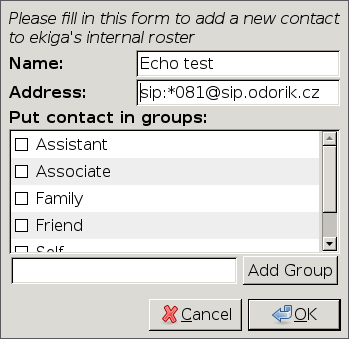 Please fill in this form to add a new contact
to ekiga's internal roster
Name: Echo test
Address: sip:*081@sip.odorik.cz
Put contact in groups:
Assistant
Associate
Family
Friend
Self
Add Group
Cancel OK